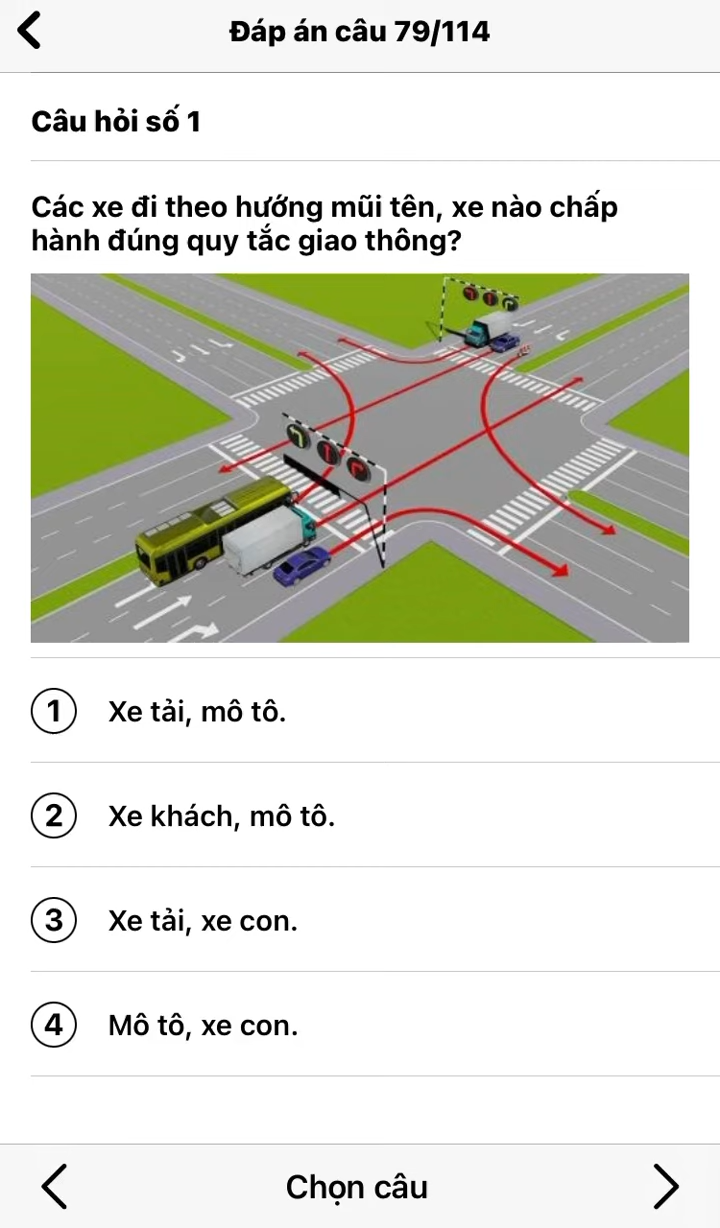 Đáp án câu 79/114
Câu hỏi số 1
Các xe đi theo hướng mũi tên, xe nào chấp
hành đúng quy tắc giao thông?
1 Xe tải, mô tô.
2 Xe khách, mô tô.
3 Xe tải, xe con.
4 Mô tô, xe con.
Chọn câu